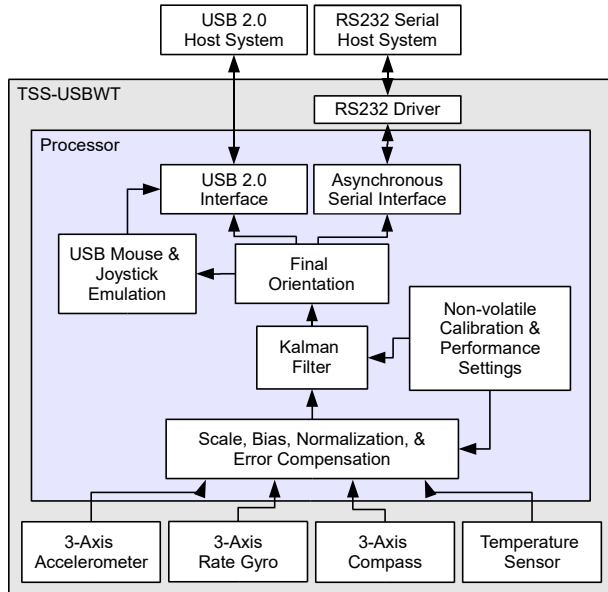 USB 2.0
Host System
RS232 Serial
Host System
TSS-USBWT
RS232 Driver
Processor
USB 2.0
Interface
Asynchronous
Serial Interface
USB Mouse &
Joystick
Emulation
Final
Orientation
Non-volatile
Calibration &
Performance
Settings
Kalman
Filter
Scale, Bias, Normalization, &
Error Compensation
3-Axis
Accelerometer
3-Axis
Rate Gyro
3-Axis
Compass
Temperature
Sensor